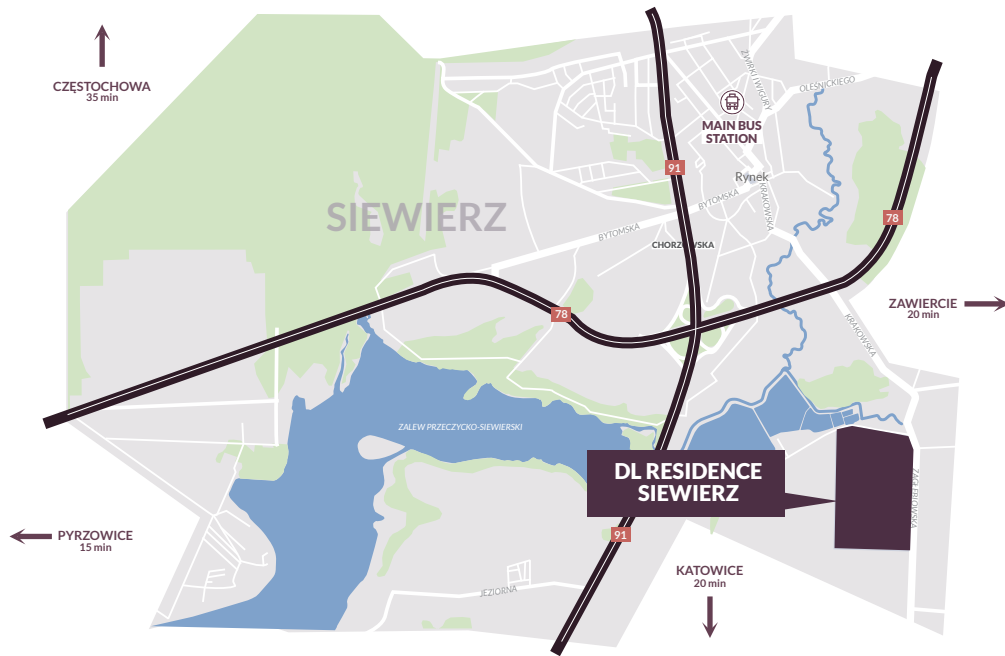 CZĘSTOCHOWA
35 min
ŻWIRKI I WIGURY
OLEŚNICKIEGO
MAIN BUS
STATION
91
Rynek
BYTOMSKA
KRAKOWSKA
SIEWIERZ
78
BYTOMSKA
CHORZOWSKA
ZAWIERCIE
20 min
78
KRAKOWSKA
ZALEW PRZECZYCKO-SIEWIERSKI
DL RESIDENCE
SIEWIERZ
ZAGŁĘBIOWSKA
PYRZOWICE
15 min
91
KATOWICE
20 min
JEZIORNA